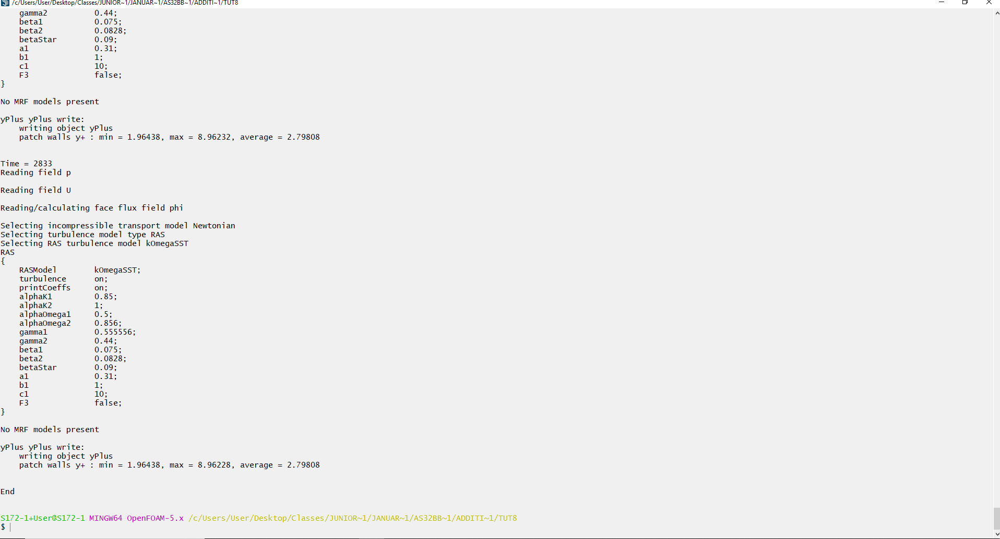 /c/Users/User/Desktop/Classes/JUNIOR~1/JANUAR~1/AS32BB~1/ADDITI~1/TUT8
gamma2 0.44;
beta1 0.075;
beta2 0.0828;
betaStar 0.09;
a1 0.31;
b1 1;
c1 10;
F3 false;
}
No MRF models present
yPlus yPlus write:
writing object yPlus
patch walls y+ : min = 1.96438, max = 8.96232, average = 2.79808
Time = 2833
Reading field p
Reading field U
Reading/calculating face flux field phi
Selecting incompressible transport model Newtonian
Selecting turbulence model type RAS
Selecting RAS turbulence model kOmegaSST
RAS
{
RASModel kOmegaSST;
turbulence on;
printCoeffs on;
alphaK1 0.85;
alphaK2 1;
alphaOmega1 0.5;
alphaOmega2 0.856;
gamma1 0.555556;
gamma2 0.44;
beta1 0.075;
beta2 0.0828;
betaStar 0.09;
a1 0.31;
b1 1;
c1 10;
F3 false;
}
No MRF models present
yPlus yPlus write:
writing object yPlus
patch walls y+ : min = 1.96438, max = 8.96228, average = 2.79808
End
S172-1+User@S172-1 MINGW64 OpenFOAM-5.x /c/Users/User/Desktop/Classes/JUNIOR~1/JANUAR~1/AS32BB~1/ADDITI~1/TUT8
$